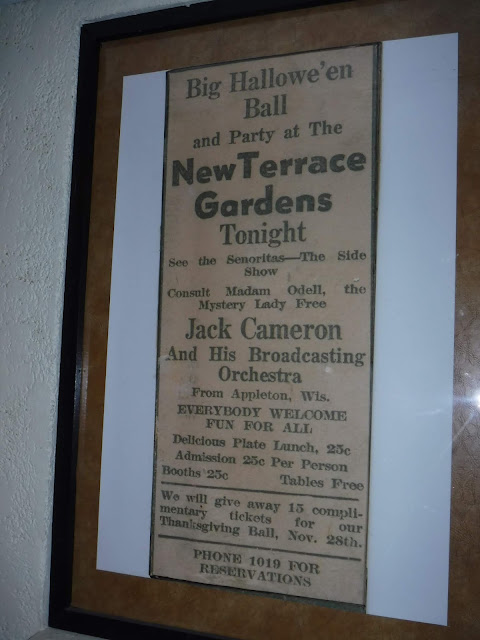 Big Hallowe'en
Ball
and Party at The
New Terrace
Gardens
Tonight
See the Senoritas—The Side
Show
Consult Madam Odell, the
Mystery Lady Free
Jack Cameron
And His Broadcasting
Orchestra
From Appleton, Wis.
EVERYBODY WELCOME
FUN FOR ALL
Delicious Plate Lunch, 25c
Admission 25c Per Person
Booths 25c Tables Free
We will give away 15 compli-
mentary tickets for our
Thanksgiving Ball, Nov. 28th.
PHONE 1019 FOR
RESERVATIONS